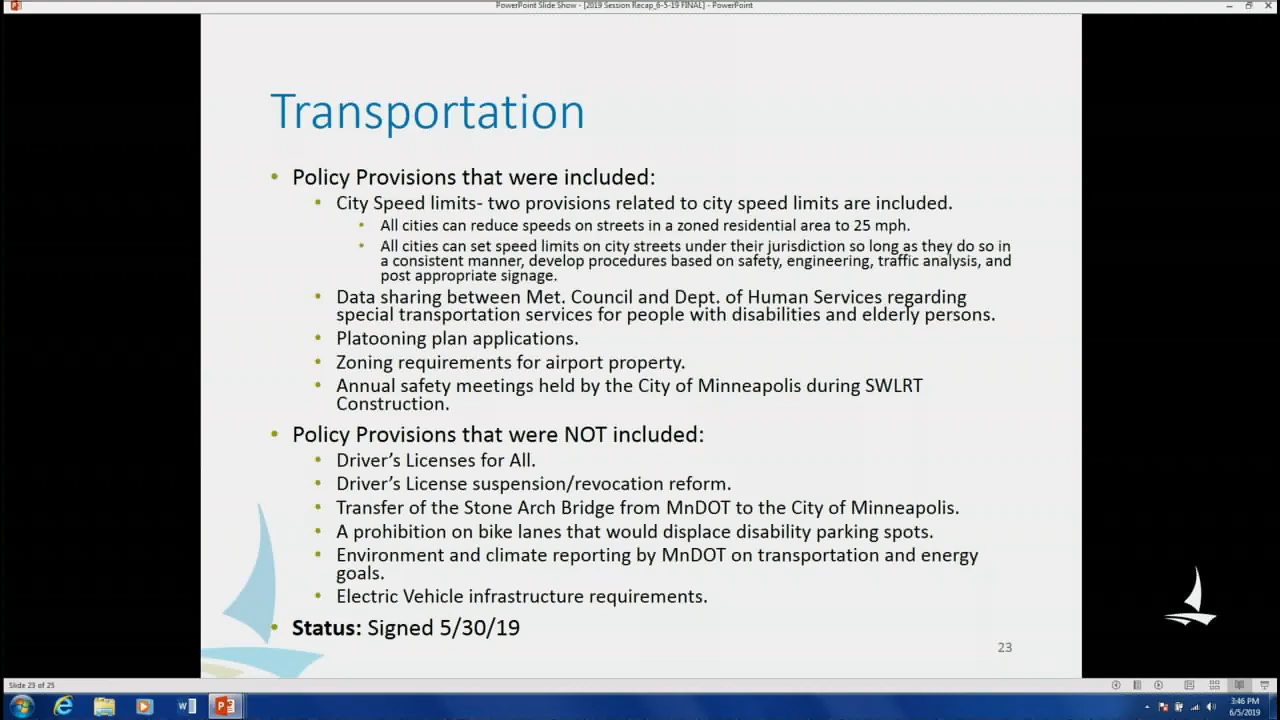 PowerPoint Slide Show - [2019 Session Recap_6-5-19 FINAL] - PowerPoint
Transportation
• Policy Provisions that were included:
• City Speed limits- two provisions related to city speed limits are included.
• All cities can reduce speeds on streets in a zoned residential area to 25 mph.
• All cities can set speed limits on city streets under their jurisdiction so long as they do so in
a consistent manner, develop procedures based on safety, engineering, traffic analysis, and
post appropriate signage.
• Data sharing between Met. Council and Dept. of Human Services regarding
special transportation services for people with disabilities and elderly persons.
• Platooning plan applications.
• Zoning requirements for airport property.
• Annual safety meetings held by the City of Minneapolis during SWLRT
Construction.
• Policy Provisions that were NOT included:
• Driver's Licenses for All.
• Driver's License suspension/revocation reform.
• Transfer of the Stone Arch Bridge from MnDOT to the City of Minneapolis.
• A prohibition on bike lanes that would displace disability parking spots.
• Environment and climate reporting by MnDOT on transportation and energy
goals.
• Electric Vehicle infrastructure requirements.
• Status: Signed 5/30/19
23
Slide 23 of 25
3:46 PM
6/5/2019